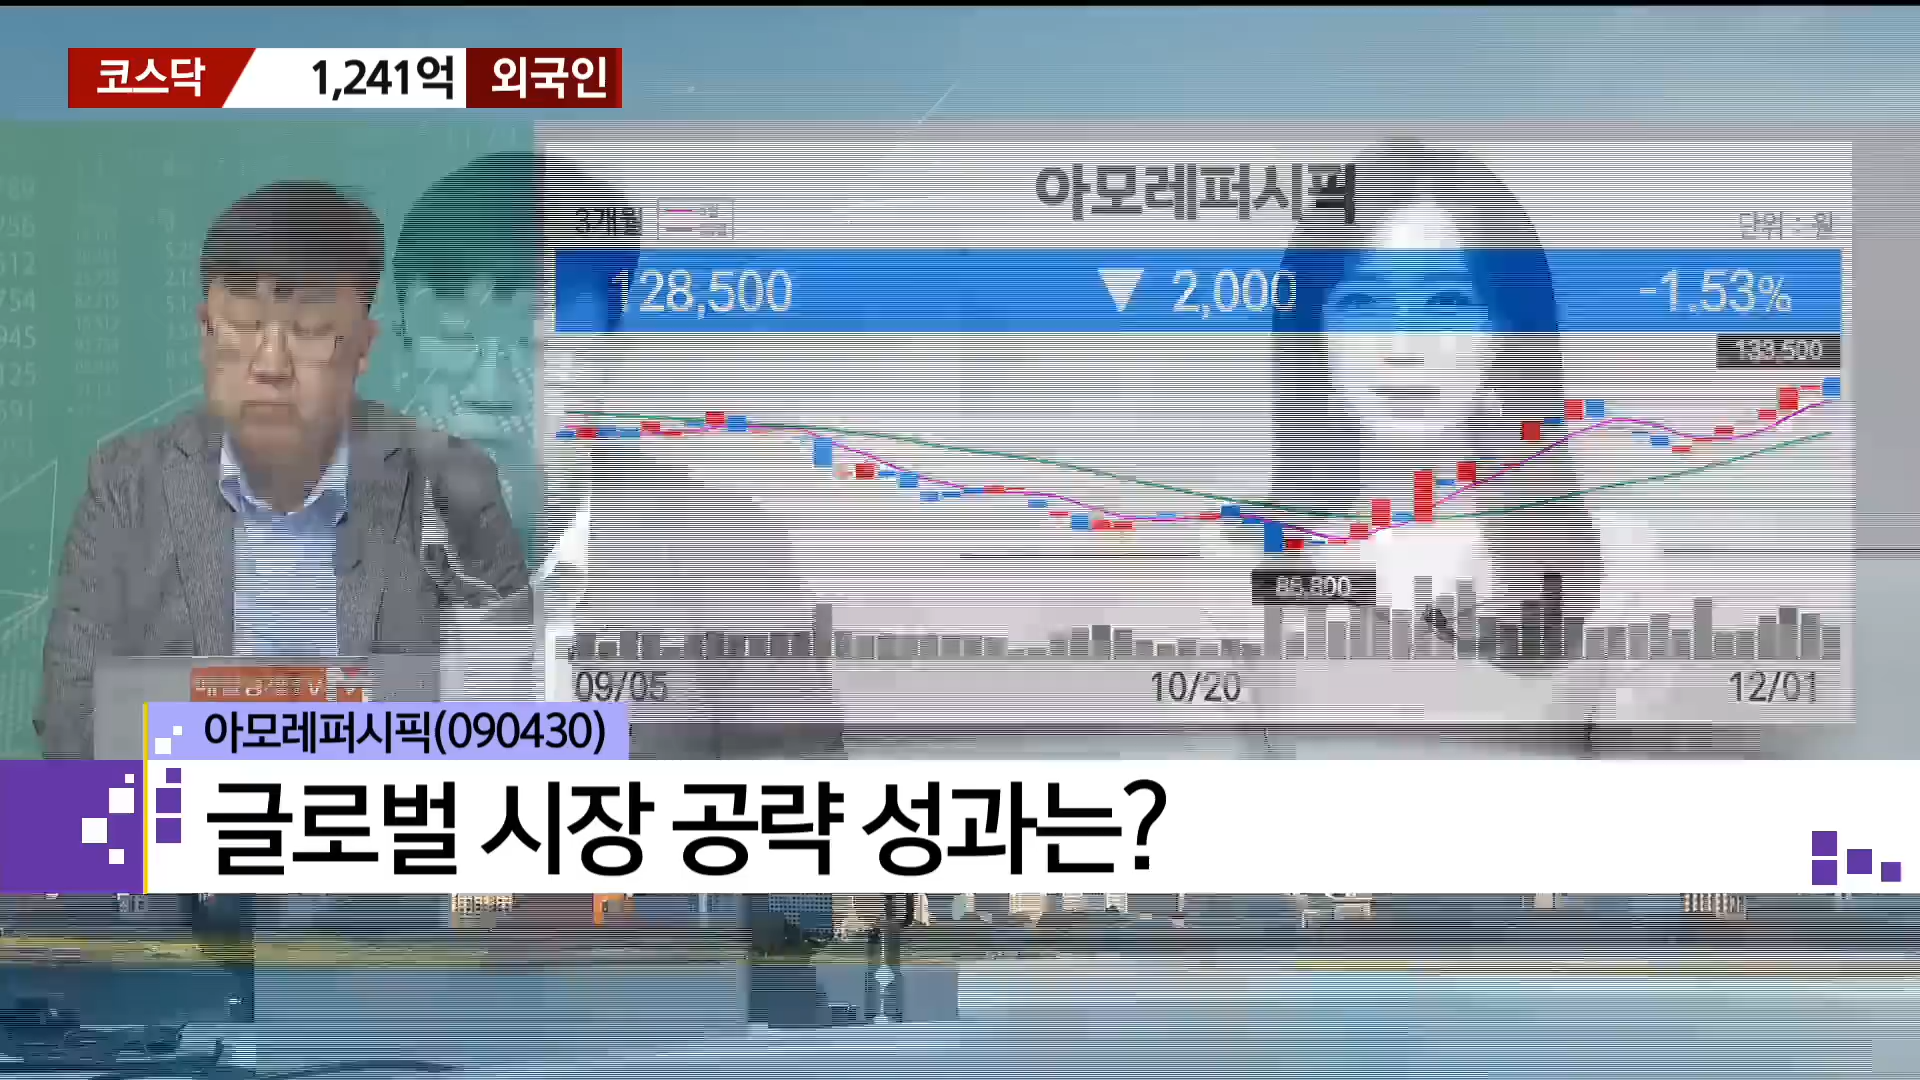 코스닥 1,241억 외국인
아모레퍼시픽
3개월
단위 : 원
128,500 ▼ 2,000 -1.53%
133,500
86,800
09/05 10/20 12/01
아모레퍼시픽(090430)
글로벌 시장 공략 성과는?